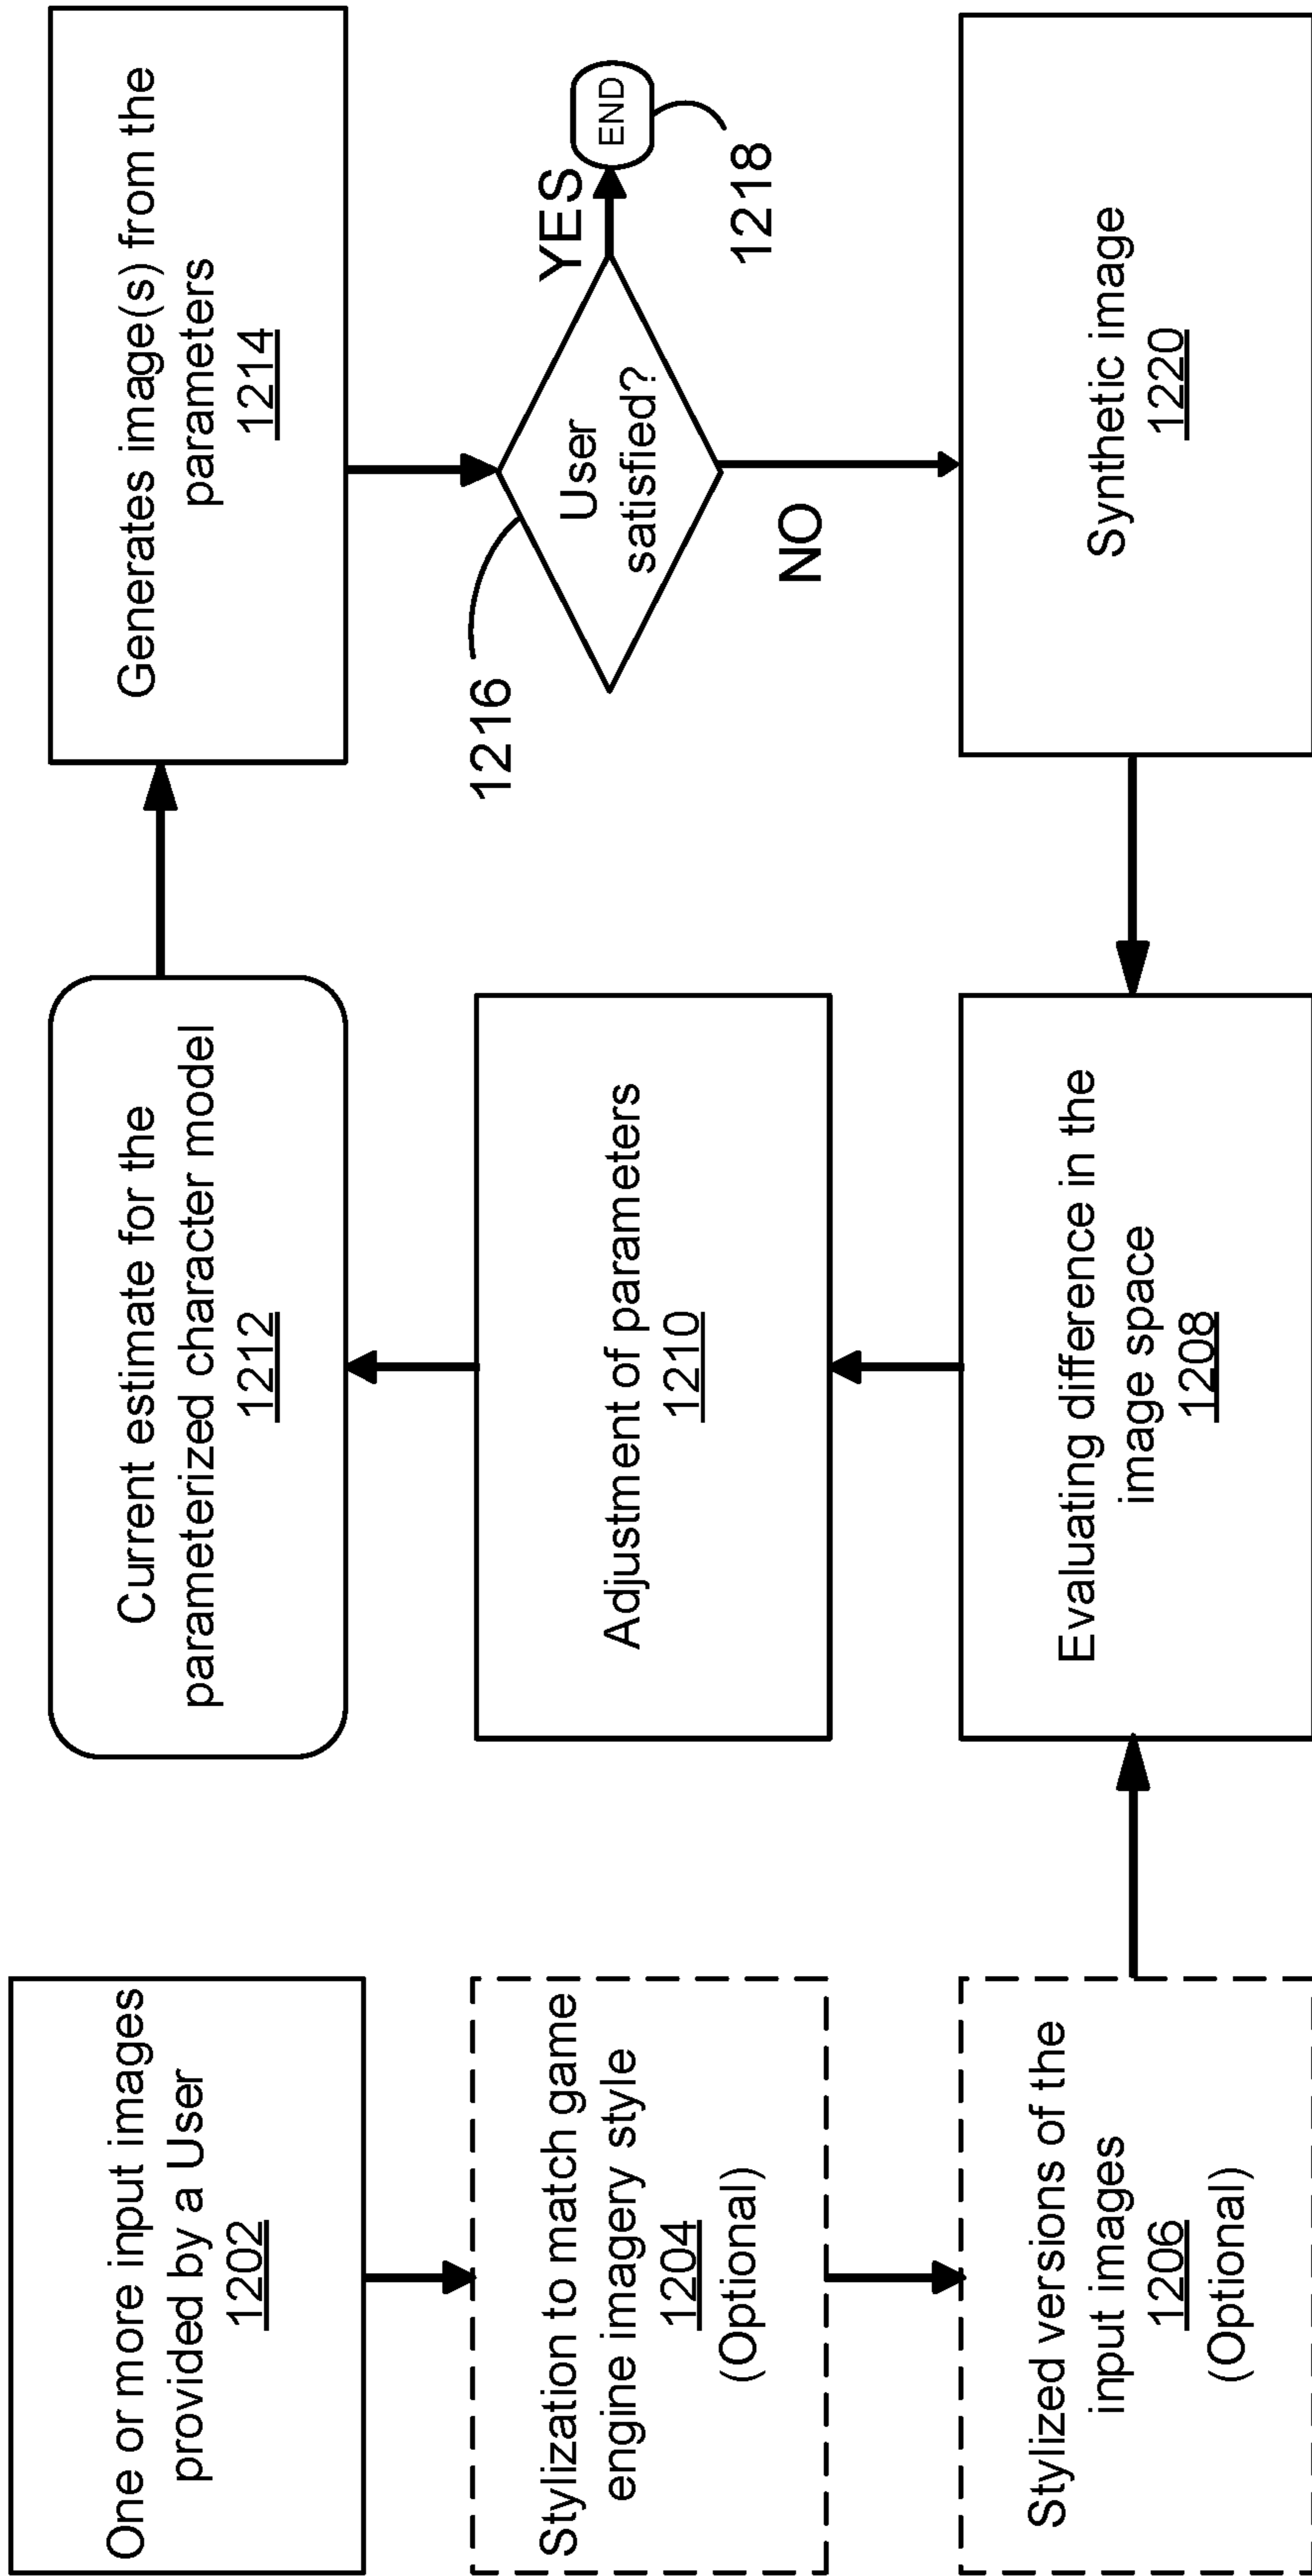 One or more input images
provided by a User
1202
Stylization to match game
engine imagery style
1204
(Optional)
Stylized versions of the
input images
1206
(Optional)
Evaluating difference in the
image space
1208
Adjustment of parameters
1210
Current estimate for the
parameterized character model
1212
Generates image(s) from the
parameters
1214
1216
User
satisfied?
YES
END
1218
NO
Synthetic image
1220